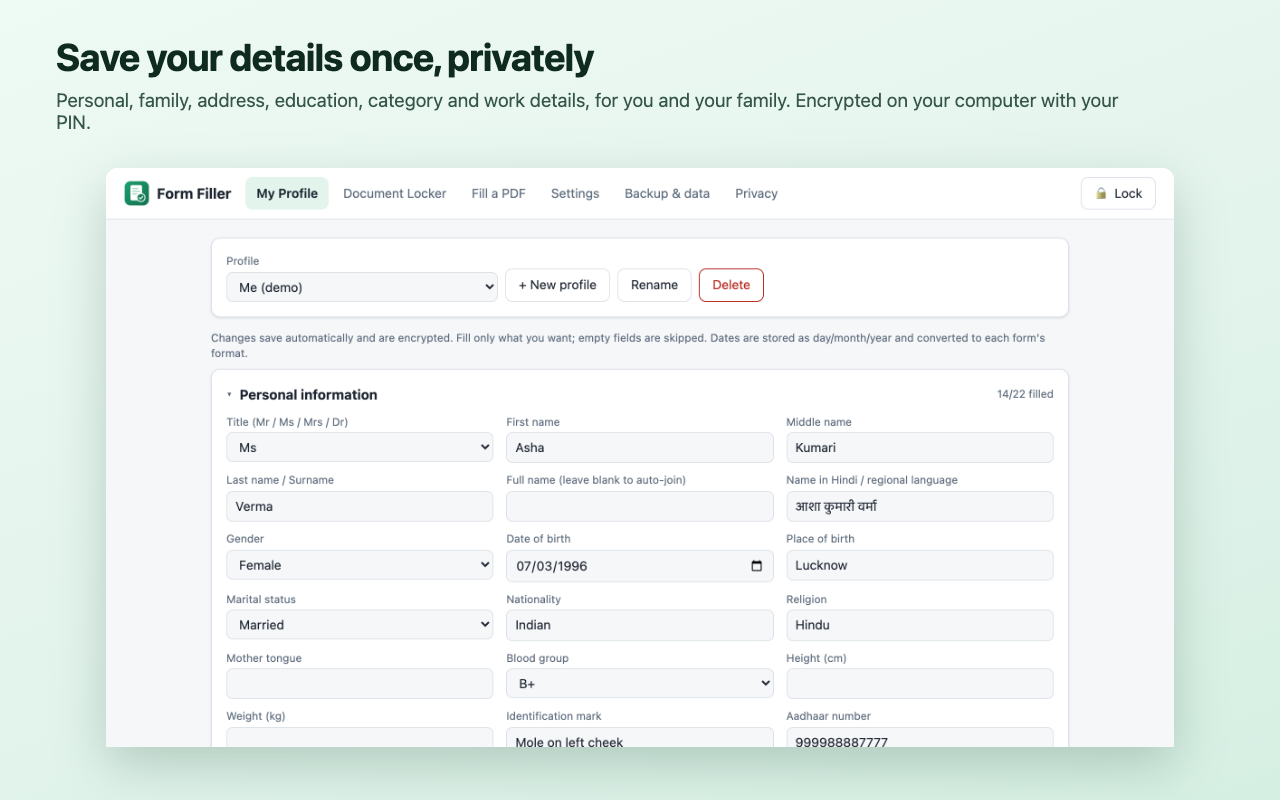 Save your details once, privately
Personal, family, address, education, category and work details, for you and your family. Encrypted on your computer with your
PIN.
Form Filler My Profile Document Locker Fill a PDF Settings Backup & data Privacy Lock
Profile
Me (demo) + New profile Rename Delete
Changes save automatically and are encrypted. Fill only what you want; empty fields are skipped. Dates are stored as day/month/year and converted to each form's
format.
Personal information 14/22 filled
Title (Mr / Ms / Mrs / Dr) First name Middle name
Ms Asha Kumari
Last name / Surname Full name (leave blank to auto-join) Name in Hindi / regional language
Verma आशा कुमारी वर्मा
Gender Date of birth Place of birth
Female 07/03/1996 Lucknow
Marital status Nationality Religion
Married Indian Hindu
Mother tongue Blood group Height (cm)
B+
Weight (kg) Identification mark Aadhaar number
Mole on left cheek 999988887777